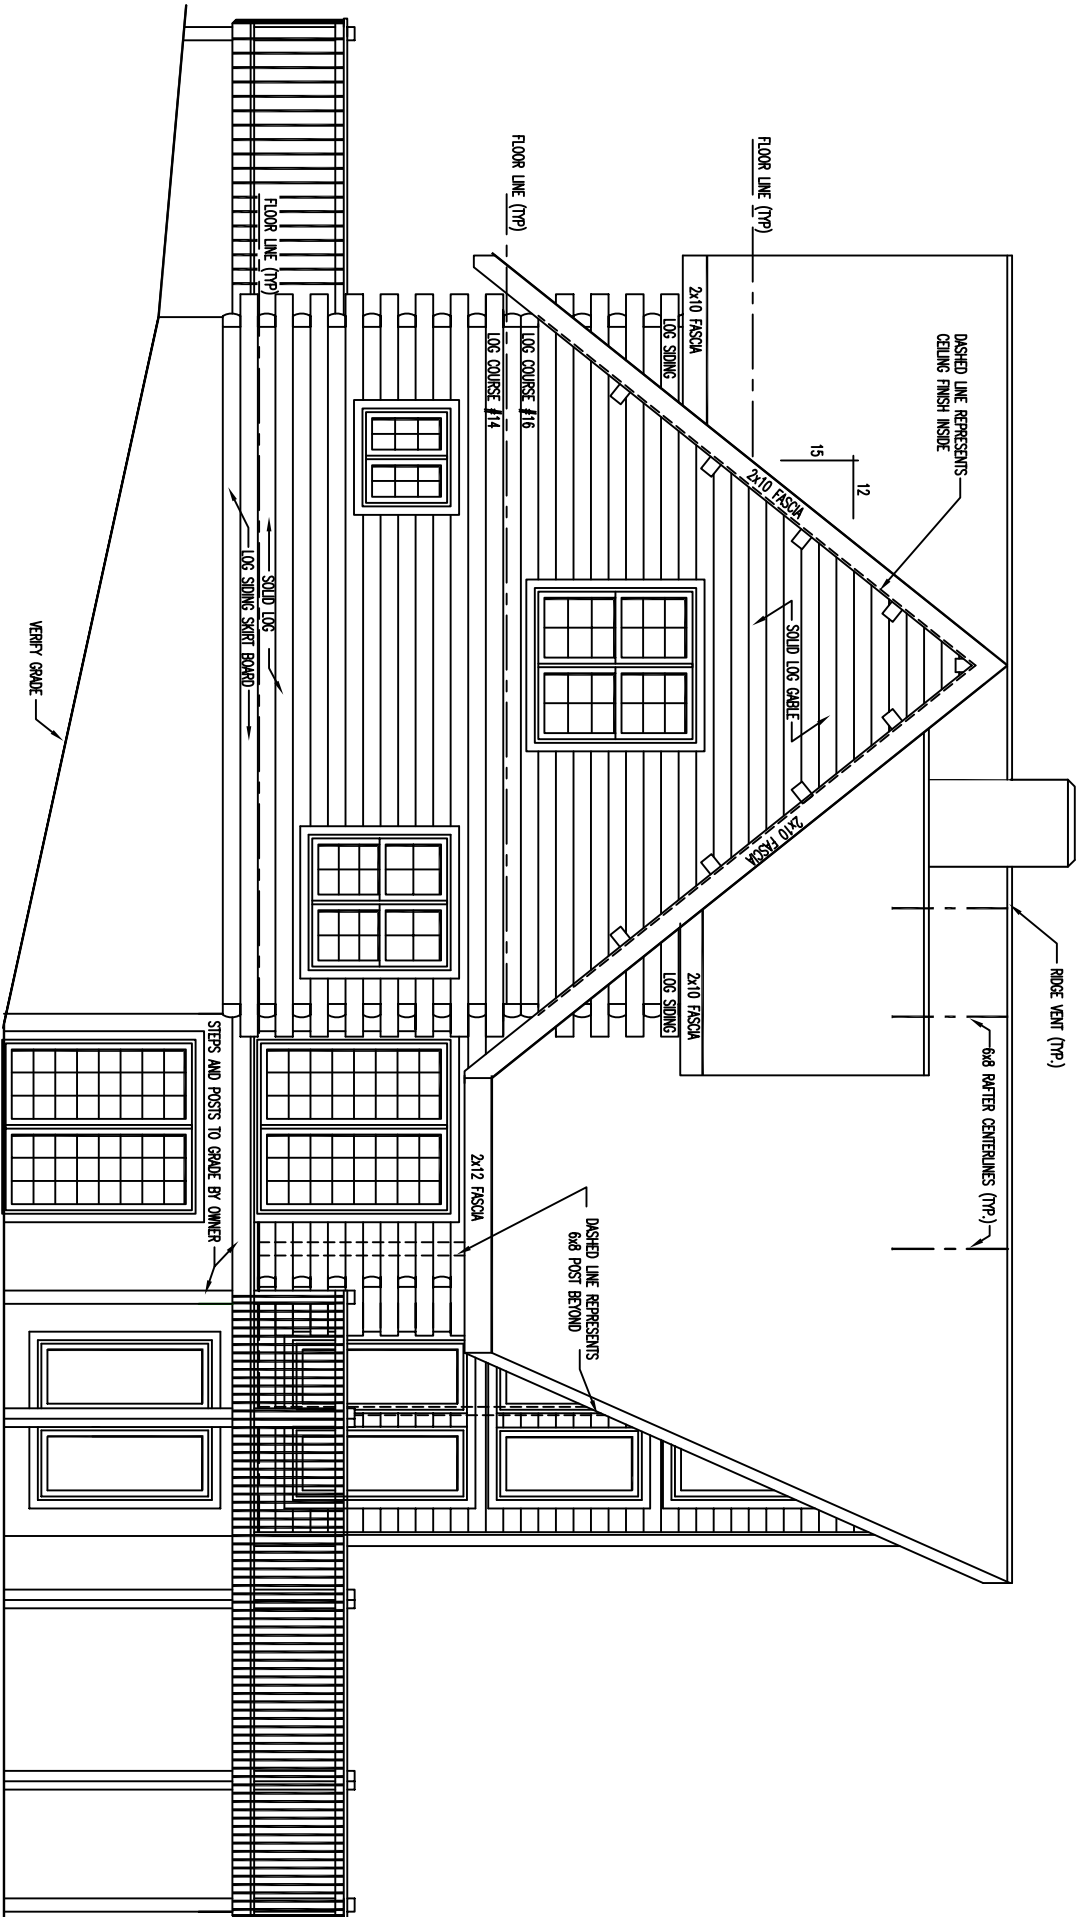 RIDGE VENT (TYP.)
6x8 RAFTER CENTERLINES (TYP.)
DASHED LINE REPRESENTS
CEILING FINISH INSIDE
12
15
FLOOR LINE (TYP)
2x10 FASCIA
2x10 FASCIA
SOLID LOG GABLE
2x10 FASCIA
LOG SIDING
2x10 FASCIA
LOG SIDING
FLOOR LINE (TYP)
LOG COURSE #16
LOG COURSE #14
DASHED LINE REPRESENTS
6x8 POST BEYOND
2x12 FASCIA
FLOOR LINE (TYP)
SOLID LOG
LOG SIDING SKIRT BOARD
STEPS AND POSTS TO GRADE BY OWNER
VERIFY GRADE